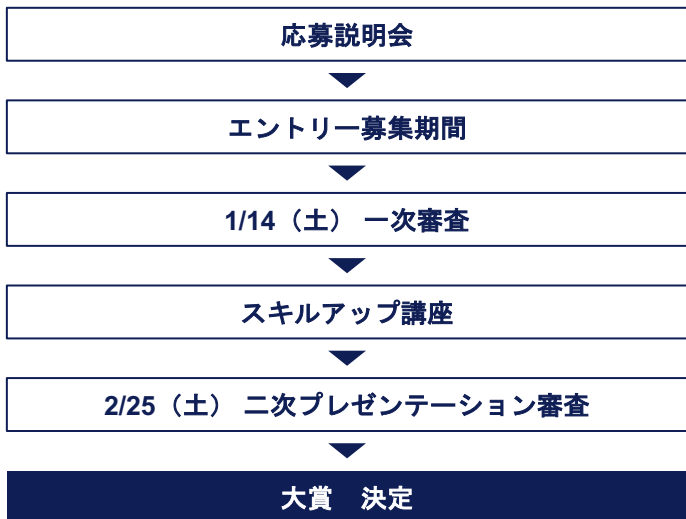 応募説明会
エントリー募集期間
1/14（土） 一次審査
スキルアップ講座
2/25（土） 二次プレゼンテーション審査
大賞　決定